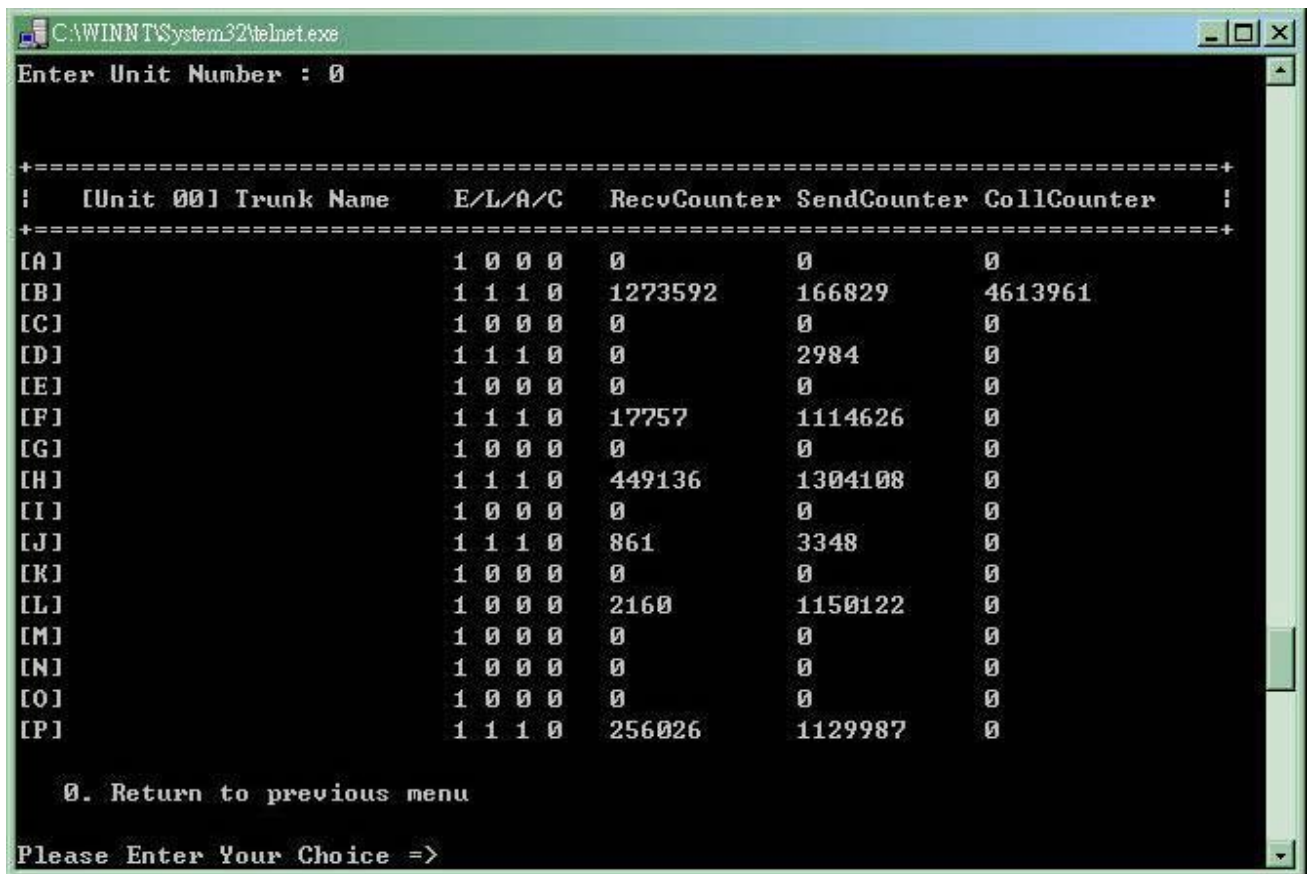 C:\WINNT\System32\telnet.exe
Enter Unit Number : 0
+============================================================================+
¦   [Unit 00] Trunk Name    E/L/A/C   RecvCounter SendCounter CollCounter    ¦
+============================================================================+
[A] 1 0 0 0 0 0 0
[B] 1 1 1 0 1273592 166829 4613961
[C] 1 0 0 0 0 0 0
[D] 1 1 1 0 0 2984 0
[E] 1 0 0 0 0 0 0
[F] 1 1 1 0 17757 1114626 0
[G] 1 0 0 0 0 0 0
[H] 1 1 1 0 449136 1304108 0
[I] 1 0 0 0 0 0 0
[J] 1 1 1 0 861 3348 0
[K] 1 0 0 0 0 0 0
[L] 1 0 0 0 2160 1150122 0
[M] 1 0 0 0 0 0 0
[N] 1 0 0 0 0 0 0
[O] 1 0 0 0 0 0 0
[P] 1 1 1 0 256026 1129987 0
0. Return to previous menu
Please Enter Your Choice =>